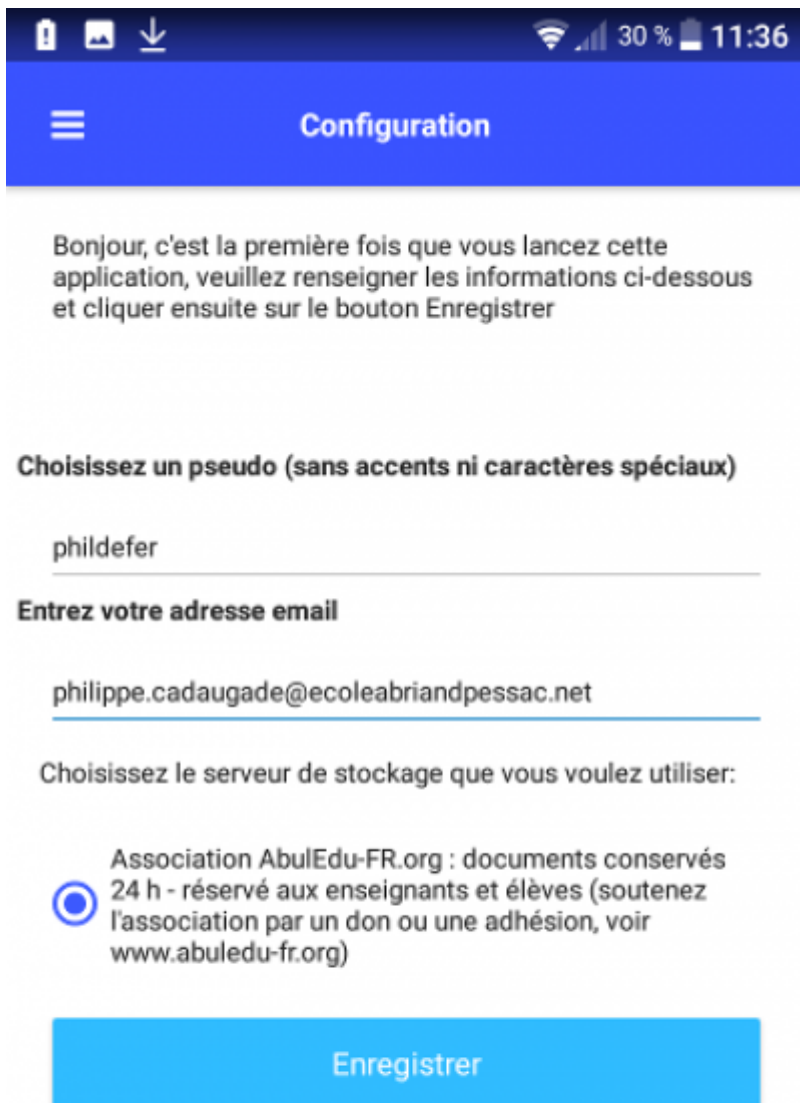 30 % 11:36
Configuration
Bonjour, c'est la première fois que vous lancez cette
application, veuillez renseigner les informations ci-dessous
et cliquer ensuite sur le bouton Enregistrer
Choisissez un pseudo (sans accents ni caractères spéciaux)
phildefer
Entrez votre adresse email
philippe.cadaugade@ecoleabriandpessac.net
Choisissez le serveur de stockage que vous voulez utiliser:
Association AbulEdu-FR.org : documents conservés
24 h - réservé aux enseignants et élèves (soutenez
l'association par un don ou une adhésion, voir
www.abuledu-fr.org)
Enregistrer